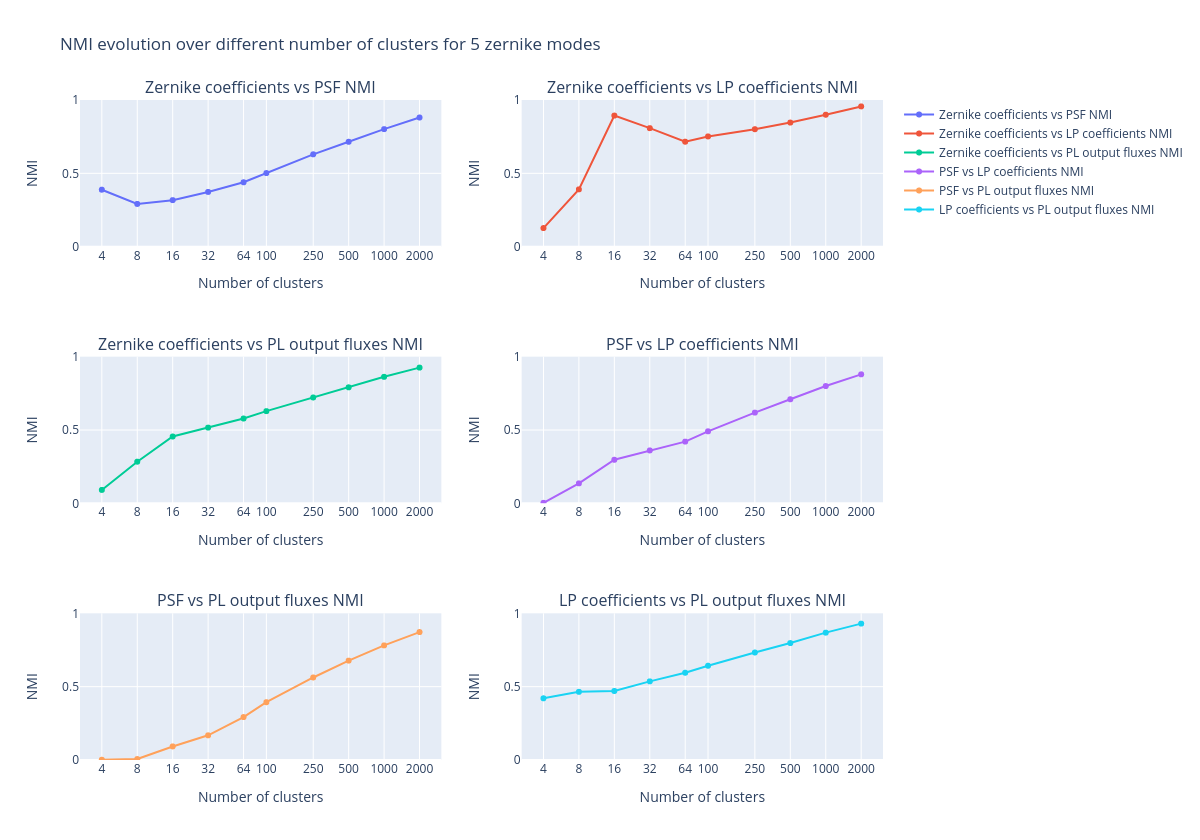 NMI evolution over different number of clusters for 5 zernike modes
Zernike coefficients vs PSF NMI
1
0.5
0
NMI
4 8 16 32 64 100 250 500 1000 2000
Number of clusters
Zernike coefficients vs LP coefficients NMI
1
0.5
0
NMI
4 8 16 32 64 100 250 500 1000 2000
Number of clusters
Zernike coefficients vs PSF NMI
Zernike coefficients vs LP coefficients NMI
Zernike coefficients vs PL output fluxes NMI
PSF vs LP coefficients NMI
PSF vs PL output fluxes NMI
LP coefficients vs PL output fluxes NMI
Zernike coefficients vs PL output fluxes NMI
1
0.5
0
NMI
4 8 16 32 64 100 250 500 1000 2000
Number of clusters
PSF vs LP coefficients NMI
1
0.5
0
NMI
4 8 16 32 64 100 250 500 1000 2000
Number of clusters
PSF vs PL output fluxes NMI
1
0.5
0
NMI
4 8 16 32 64 100 250 500 1000 2000
Number of clusters
LP coefficients vs PL output fluxes NMI
1
0.5
0
NMI
4 8 16 32 64 100 250 500 1000 2000
Number of clusters